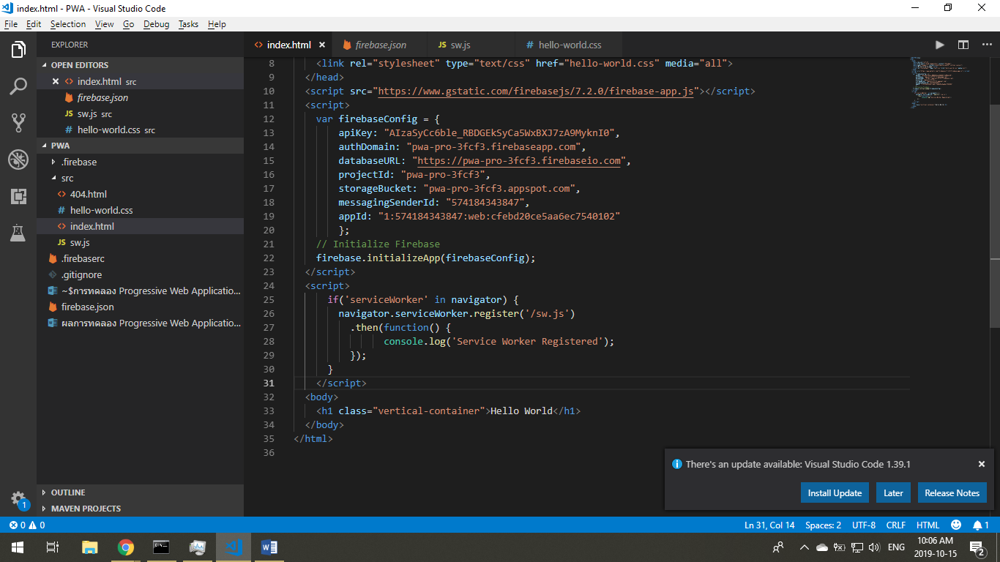 index.html - PWA - Visual Studio Code
File Edit Selection View Go Debug Tasks Help
EXPLORER
OPEN EDITORS
index.html src
firebase.json
sw.js src
hello-world.css src
PWA
.firebase
src
404.html
hello-world.css
index.html
sw.js
.firebaserc
.gitignore
~$การทดลอง Progressive Web Applicatio...
firebase.json
ผลการทดลอง Progressive Web Applicatio...
OUTLINE
MAVEN PROJECTS
index.html firebase.json sw.js hello-world.css
8 <link rel="stylesheet" type="text/css" href="hello-world.css" media="all">
9 </head>
10 <script src="https://www.gstatic.com/firebasejs/7.2.0/firebase-app.js"></script>
11 <script>
12 var firebaseConfig = {
13 apiKey: "AIzaSyCc6ble_RBDGEkSyCa5WxBXJ7zA9MyknI0",
14 authDomain: "pwa-pro-3fcf3.firebaseapp.com",
15 databaseURL: "https://pwa-pro-3fcf3.firebaseio.com",
16 projectId: "pwa-pro-3fcf3",
17 storageBucket: "pwa-pro-3fcf3.appspot.com",
18 messagingSenderId: "574184343847",
19 appId: "1:574184343847:web:cfebd20ce5aa6ec7540102"
20 };
21 // Initialize Firebase
22 firebase.initializeApp(firebaseConfig);
23 </script>
24 <script>
25 if('serviceWorker' in navigator) {
26 navigator.serviceWorker.register('/sw.js')
27 .then(function() {
28 console.log('Service Worker Registered');
29 });
30 }
31 </script>
32 <body>
33 <h1 class="vertical-container">Hello World</h1>
34 </body>
35 </html>
36
There's an update available: Visual Studio Code 1.39.1
Install Update Later Release Notes
1
0 0 Ln 31, Col 14 Spaces: 2 UTF-8 CRLF HTML 1
ENG 10:06 AM
2019-10-15 2